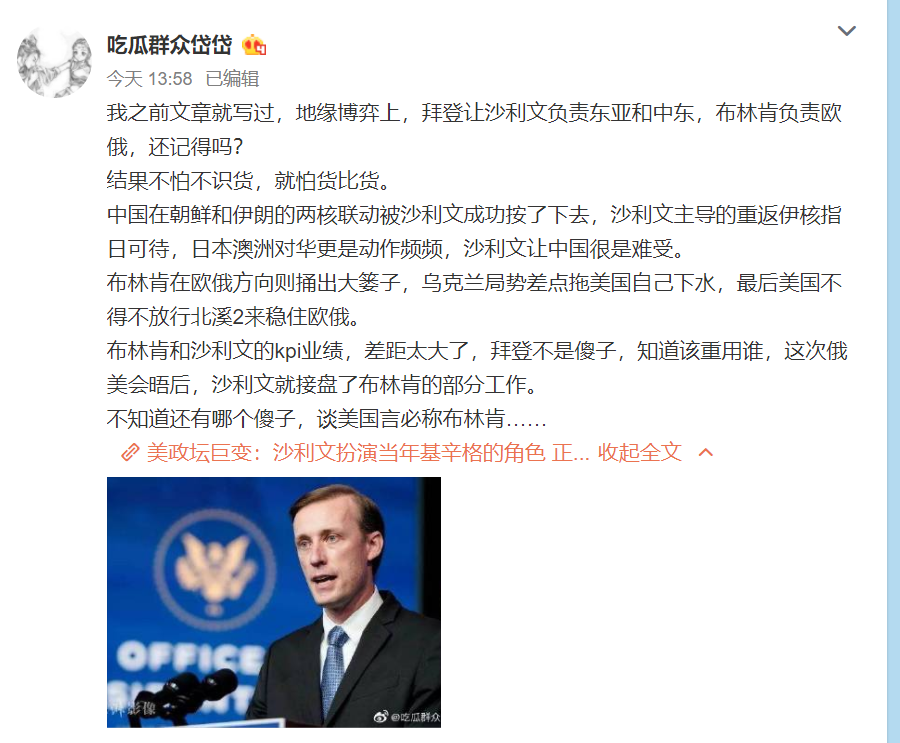 吃瓜群众岱岱
今天 13:58 已编辑
我之前文章就写过，地缘博弈上，拜登让沙利文负责东亚和中东，布林肯负责欧
俄，还记得吗？
结果不怕不识货，就怕货比货。
中国在朝鲜和伊朗的两核联动被沙利文成功按了下去，沙利文主导的重返伊核指
日可待，日本澳洲对华更是动作频频，沙利文让中国很是难受。
布林肯在欧俄方向则捅出大篓子，乌克兰局势差点拖美国自己下水，最后美国不
得不放行北溪2来稳住欧俄。
布林肯和沙利文的kpi业绩，差距太大了，拜登不是傻子，知道该重用谁，这次俄
美会晤后，沙利文就接盘了布林肯的部分工作。
不知道还有哪个傻子，谈美国言必称布林肯……
美政坛巨变：沙利文扮演当年基辛格的角色 正... 收起全文
OFFICE
影像
@吃瓜群众